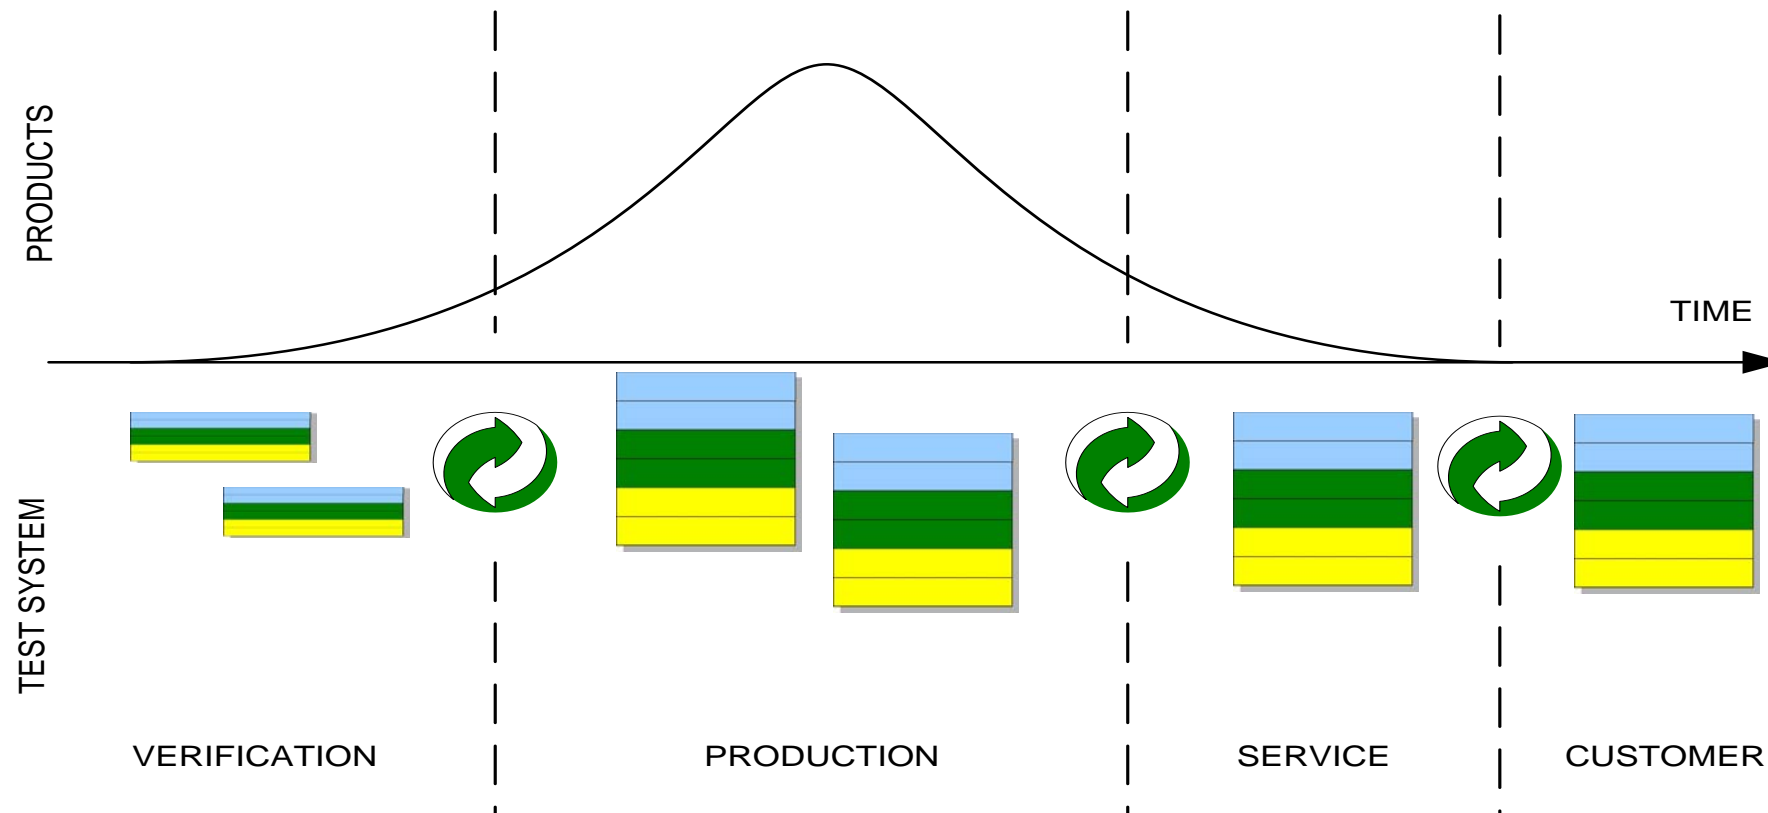 PRODUCTS
TIME
TEST SYSTEM
VERIFICATION
PRODUCTION
SERVICE
CUSTOMER